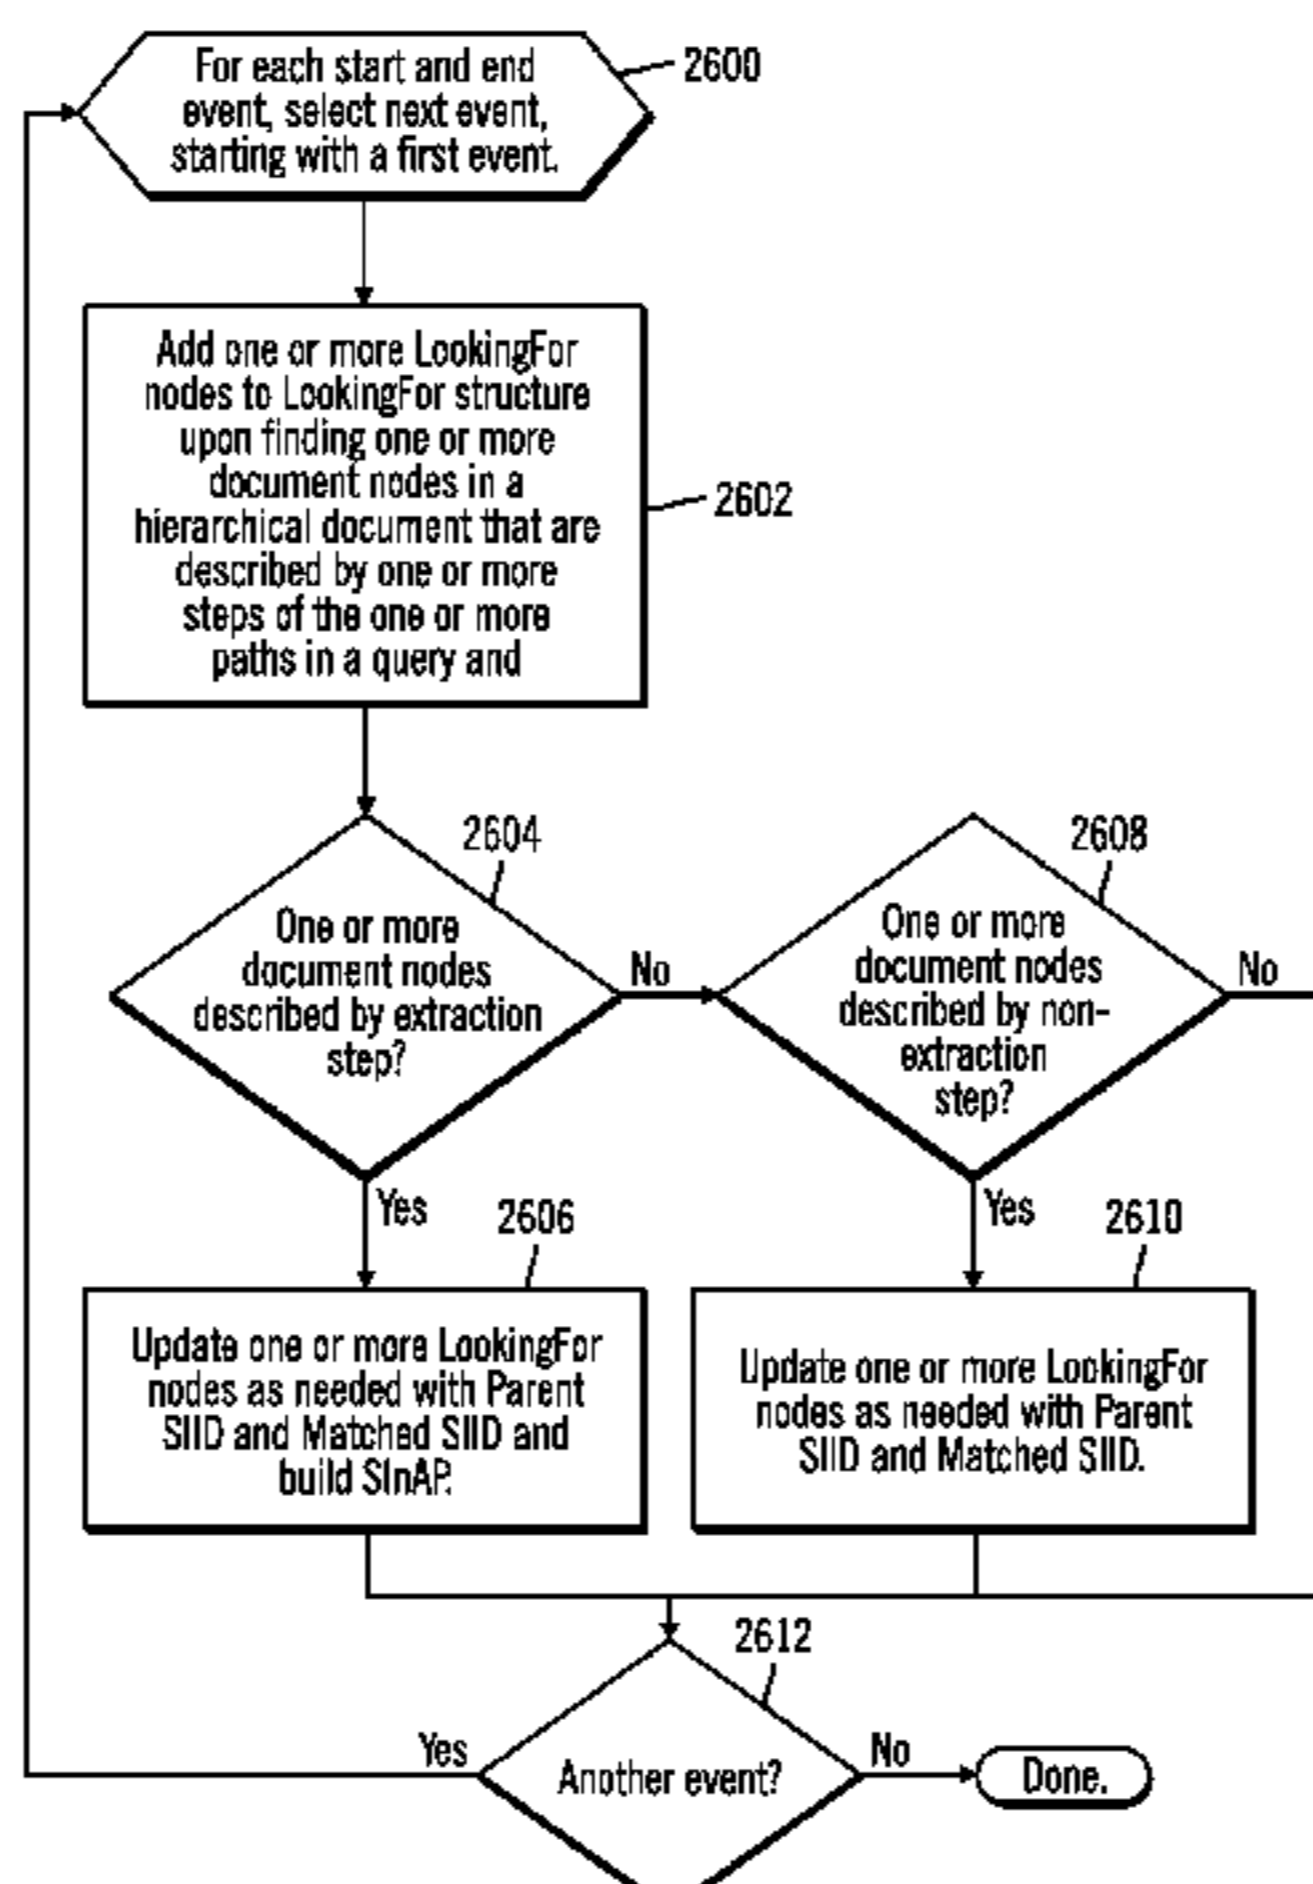 For each start and end
event, select next event,
starting with a first event.
2600
Add one or more LookingFor
nodes to LookingFor structure
upon finding one or more
document nodes in a
hierarchical document that are
described by one or more
steps of the one or more
paths in a query and
2602
2604
One or more
document nodes
described by extraction
step?
No
Yes
2608
One or more
document nodes
described by non-
extraction
step?
No
Yes
2606
Update one or more LookingFor
nodes as needed with Parent
SIID and Matched SIID and
build SInAP.
2610
Update one or more LookingFor
nodes as needed with Parent
SIID and Matched SIID.
2612
Another event?
Yes
No
Done.